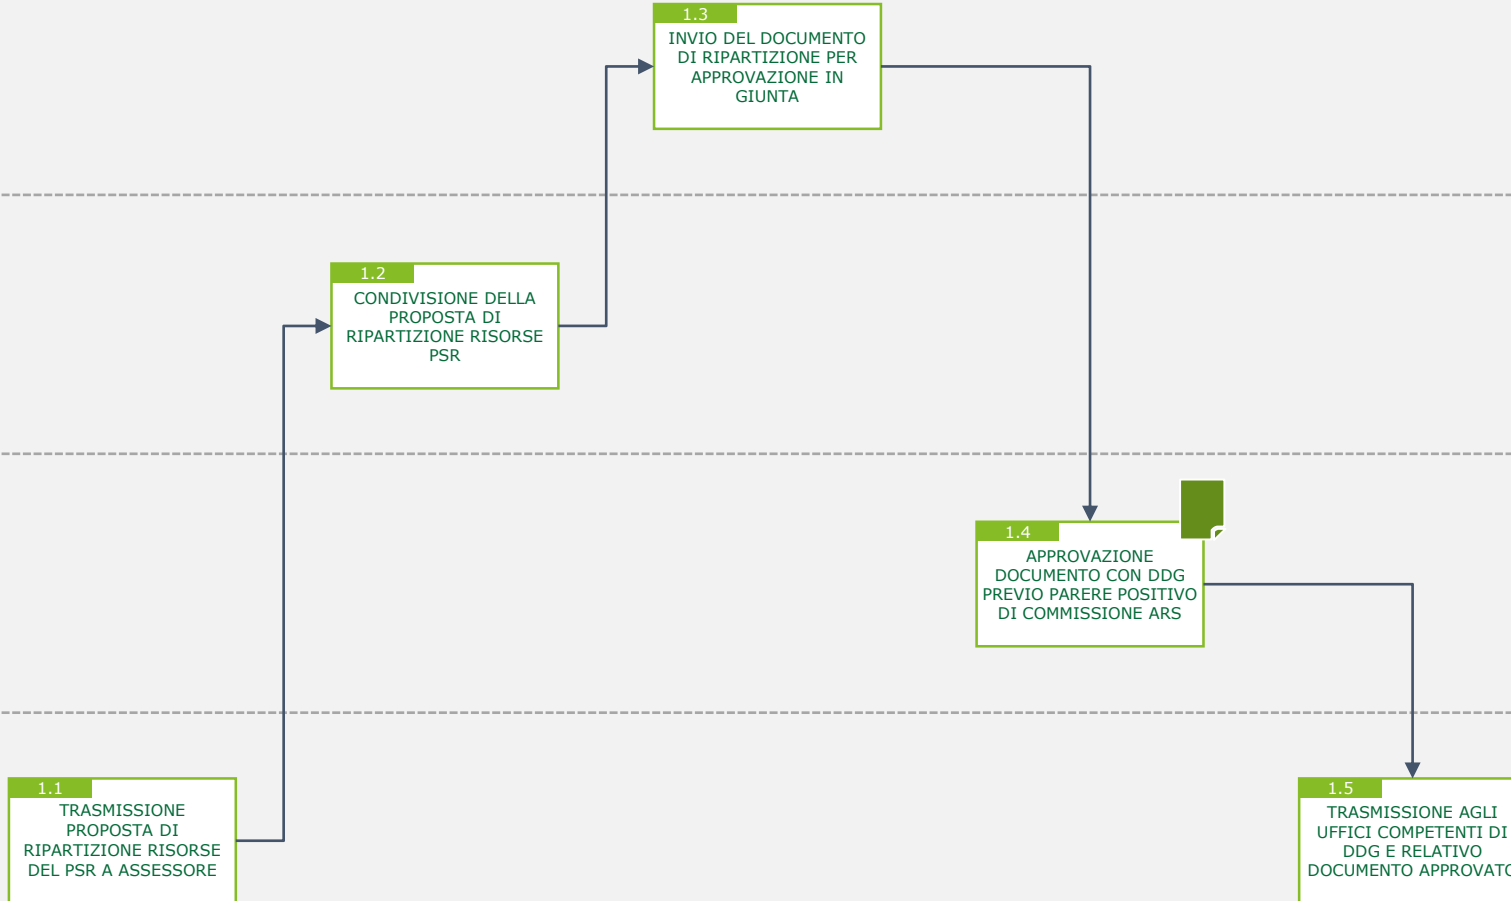 1.3
INVIO DEL DOCUMENTO
DI RIPARTIZIONE PER
APPROVAZIONE IN
GIUNTA
1.2
CONDIVISIONE DELLA
PROPOSTA DI
RIPARTIZIONE RISORSE
PSR
1.4
APPROVAZIONE
DOCUMENTO CON DDG
PREVIO PARERE POSITIVO
DI COMMISSIONE ARS
1.1
TRASMISSIONE
PROPOSTA DI
RIPARTIZIONE RISORSE
DEL PSR A ASSESSORE
1.5
TRASMISSIONE AGLI
UFFICI COMPETENTI DI
DDG E RELATIVO
DOCUMENTO APPROVATO